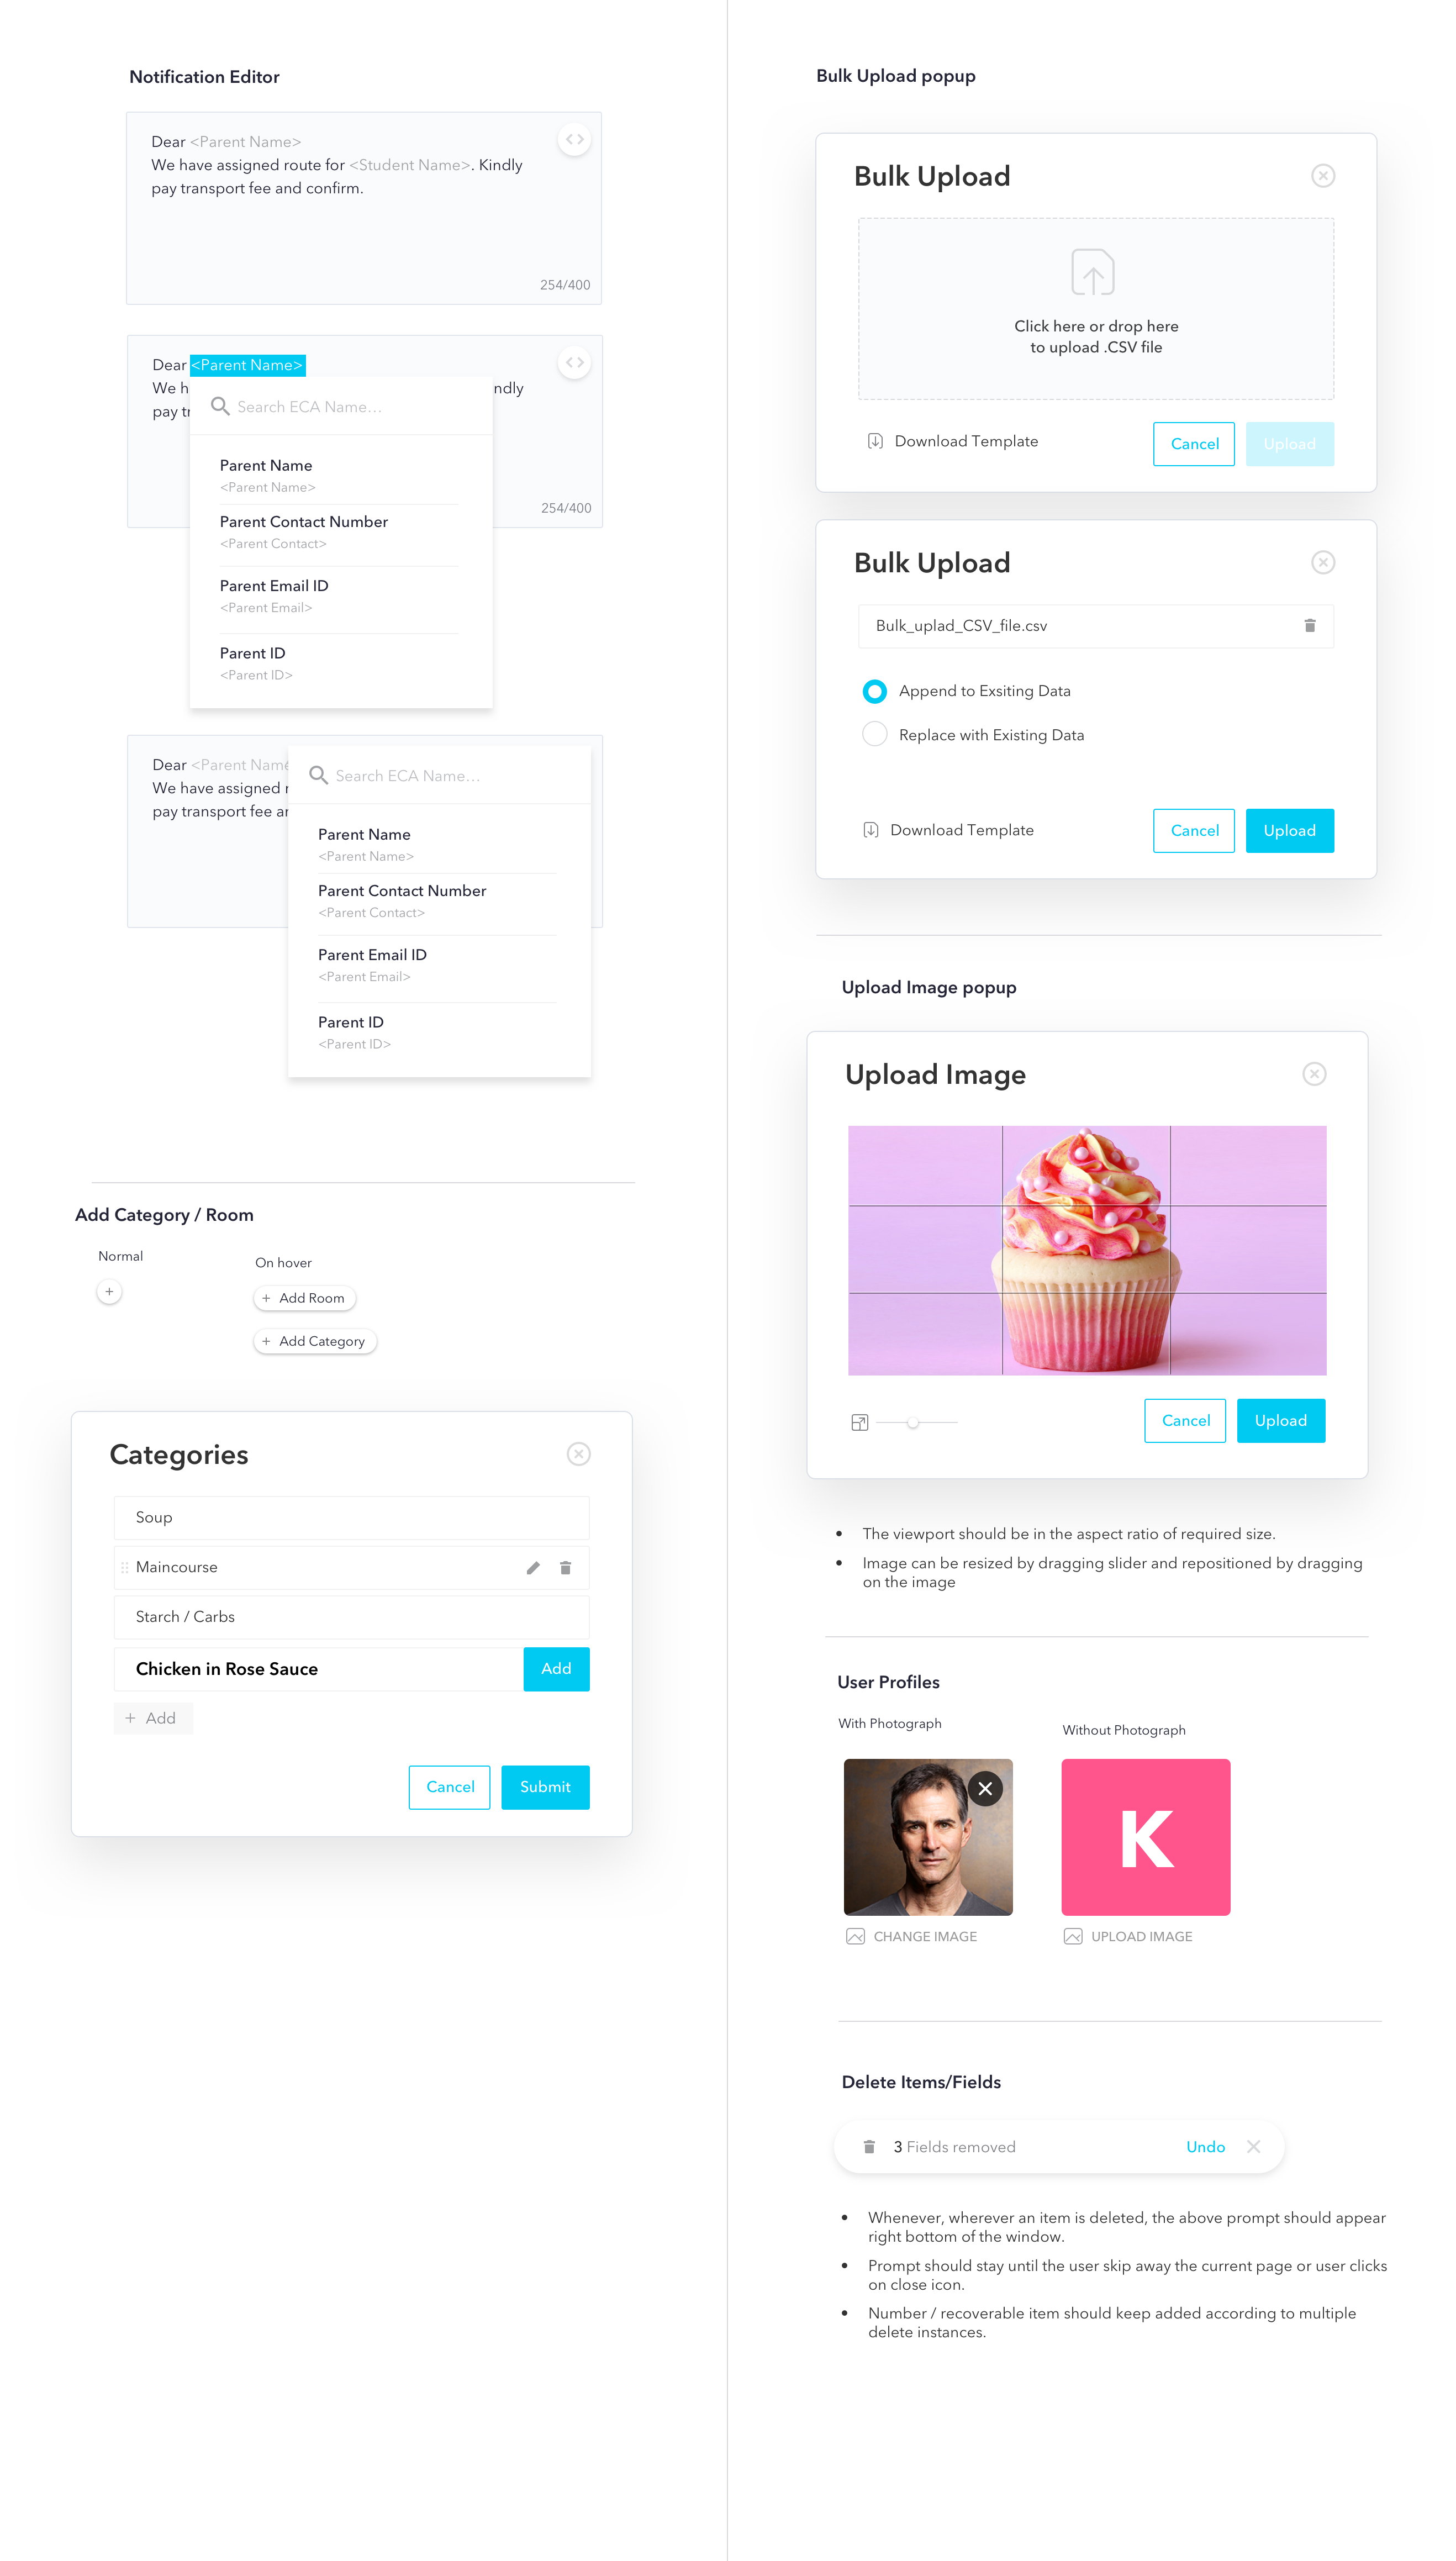 Notification Editor
Dear <Parent Name>
We have assigned route for <Student Name>. Kindly
pay transport fee and confirm.
254/400
Dear <Parent Name>
We h
ndly
pay tr
Search ECA Name...
Parent Name
<Parent Name>
Parent Contact Number
<Parent Contact>
Parent Email ID
<Parent Email>
Parent ID
<Parent ID>
254/400
Dear <Parent Name
We have assigned r
pay transport fee ar
Search ECA Name...
Parent Name
<Parent Name>
Parent Contact Number
<Parent Contact>
Parent Email ID
<Parent Email>
Parent ID
<Parent ID>
Add Category / Room
Normal
On hover
+
+ Add Room
+ Add Category
Categories
Soup
Maincourse
Starch / Carbs
Chicken in Rose Sauce
Add
+ Add
Cancel
Submit
Bulk Upload popup
Bulk Upload
Click here or drop here
to upload .CSV file
Download Template
Cancel
Upload
Bulk Upload
Bulk_uplad_CSV_file.csv
Append to Exsiting Data
Replace with Existing Data
Download Template
Cancel
Upload
Upload Image popup
Upload Image
Cancel
Upload
• The viewport should be in the aspect ratio of required size.
• Image can be resized by dragging slider and repositioned by dragging
on the image
User Profiles
With Photograph
Without Photograph
K
CHANGE IMAGE
UPLOAD IMAGE
Delete Items/Fields
3 Fields removed
Undo
• Whenever, wherever an item is deleted, the above prompt should appear
right bottom of the window.
• Prompt should stay until the user skip away the current page or user clicks
on close icon.
• Number / recoverable item should keep added according to multiple
delete instances.